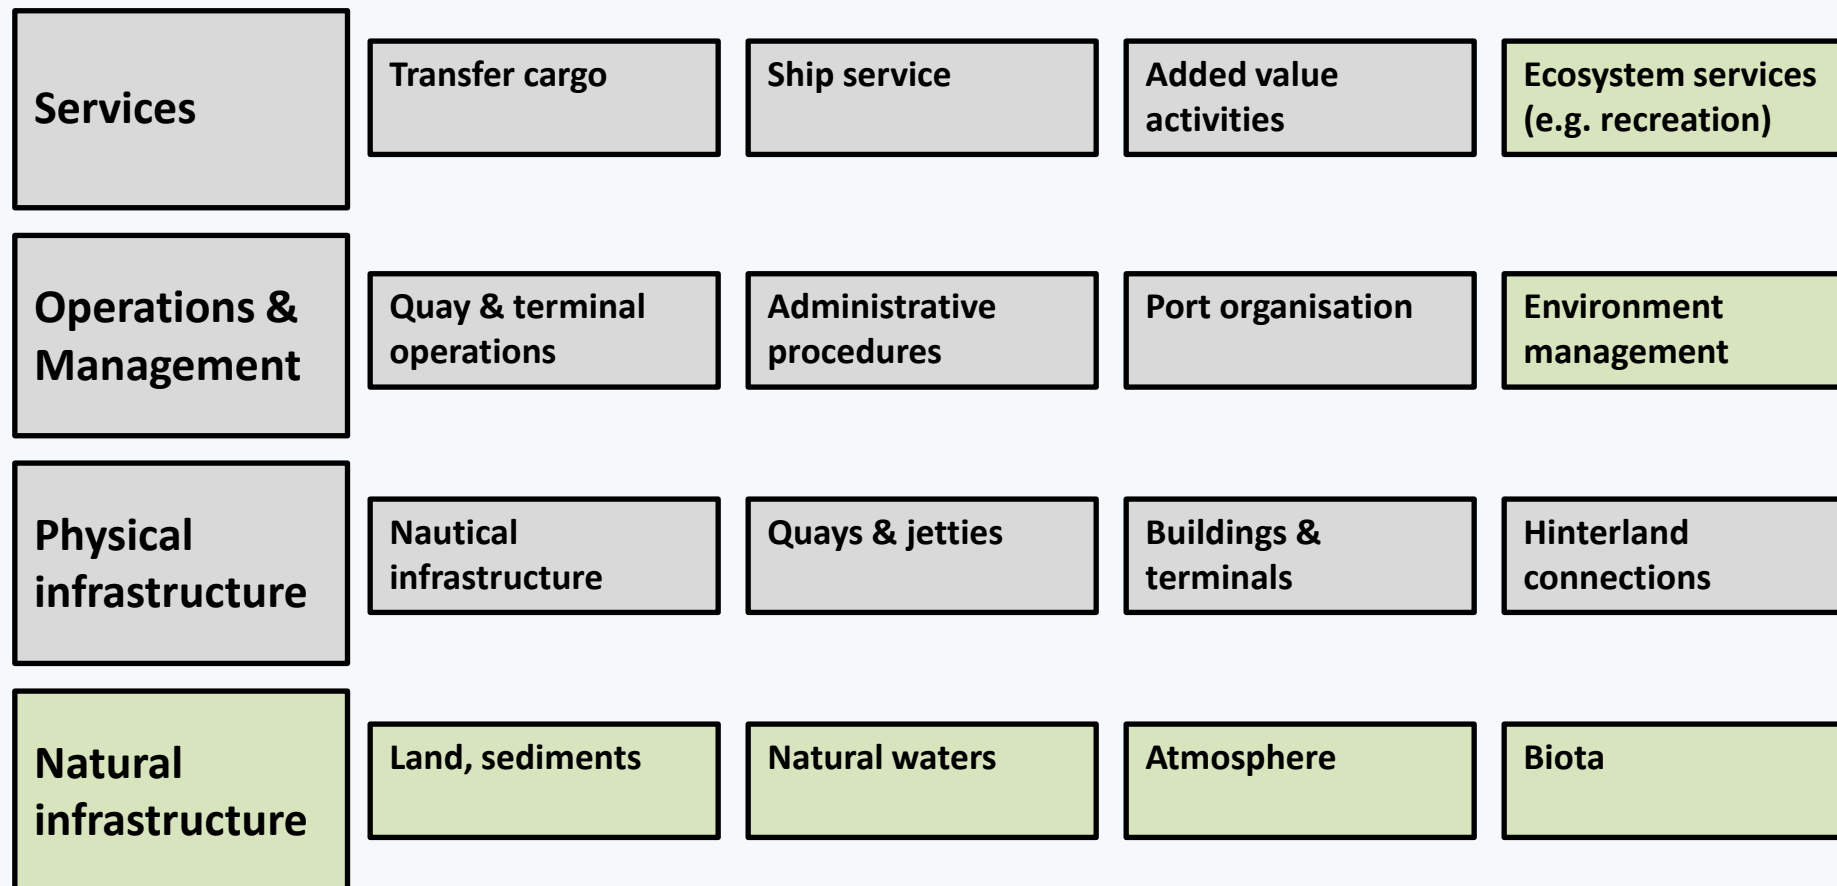 Services
Transfer cargo
Ship service
Added value
activities
Ecosystem services
(e.g. recreation)
Operations &
Management
Quay & terminal
operations
Administrative
procedures
Port organisation
Environment
management
Physical
infrastructure
Nautical
infrastructure
Quays & jetties
Buildings &
terminals
Hinterland
connections
Natural
infrastructure
Land, sediments
Natural waters
Atmosphere
Biota